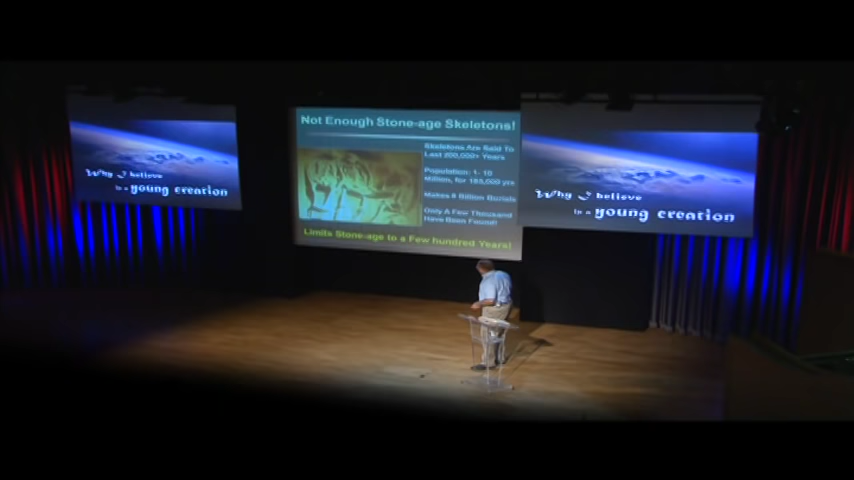 Why I believe
in a young creation
Not Enough Stone-age Skeletons!
Skeletons Are Said To
Last 200,000+ Years
Population: 1- 10
Million, for 185,000 yrs
Makes 8 Billion Burials
Only A Few Thousand
Have Been Found!
Limits Stone-age to a Few hundred Years!
Why I believe
in a young creation